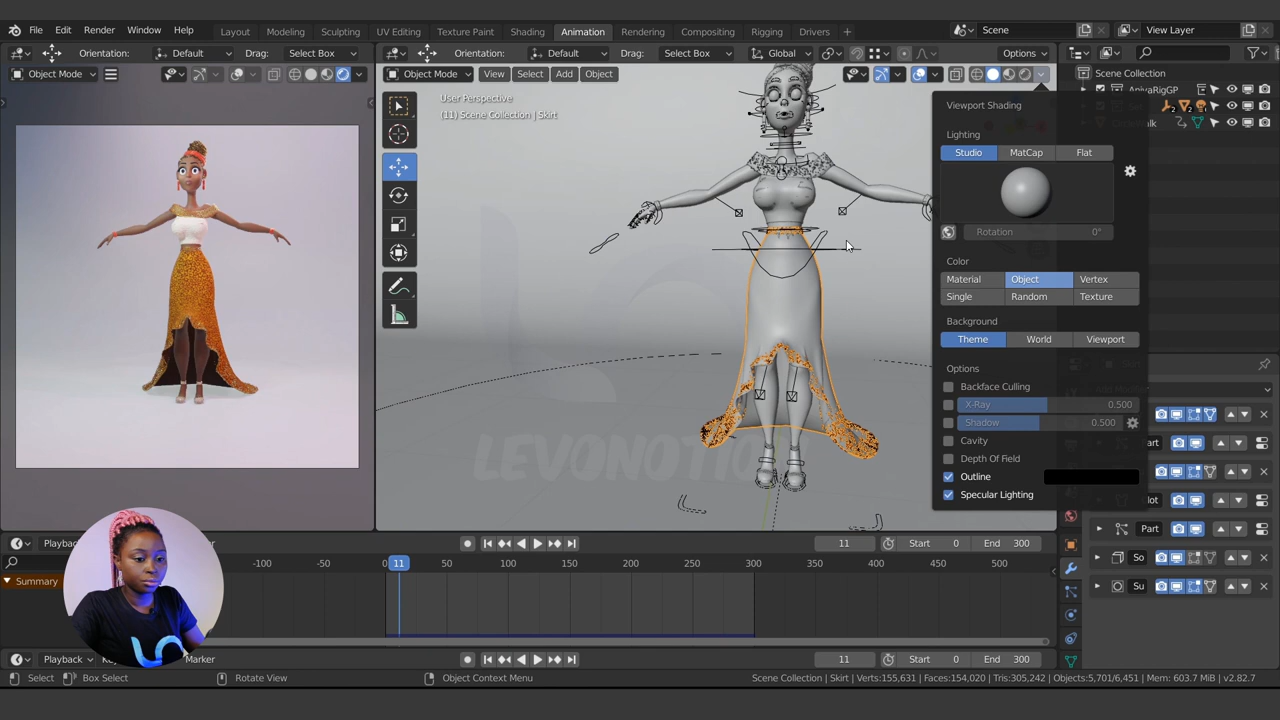 File Edit Render Window Help Layout Modeling Sculpting UV Editing Texture Paint Shading Animation Rendering Compositing Rigging Drivers + Scene View Layer
Orientation: Default Drag: Select Box
Orientation: Default Drag: Select Box Global Options
Object Mode
Object Mode View Select Add Object
Scene Collection
AniyaRigGP
User Perspective
(11) Scene Collection | Skirt
Viewport Shading
Lighting
Studio MatCap Flat
Rotation 0°
Color
Material Object Vertex
Single Random Texture
Background
Theme World Viewport
Options
Backface Culling
X-Ray 0.500
Shadow 0.500
Cavity
Depth Of Field
Outline
Specular Lighting
LEVONOTION
Part
So
Su
Playback 11 Start 0 End 300
-100 -50 0 11 50 100 150 200 250 300 350 400 450 500
Summary
Playback Marker 11 Start 0 End 300
Select Box Select Rotate View Object Context Menu Scene Collection | Skirt | Verts:155,631 | Faces:154,020 | Tris:305,242 | Objects:5,701/6,451 | Mem: 603.7 MiB | v2.82.7